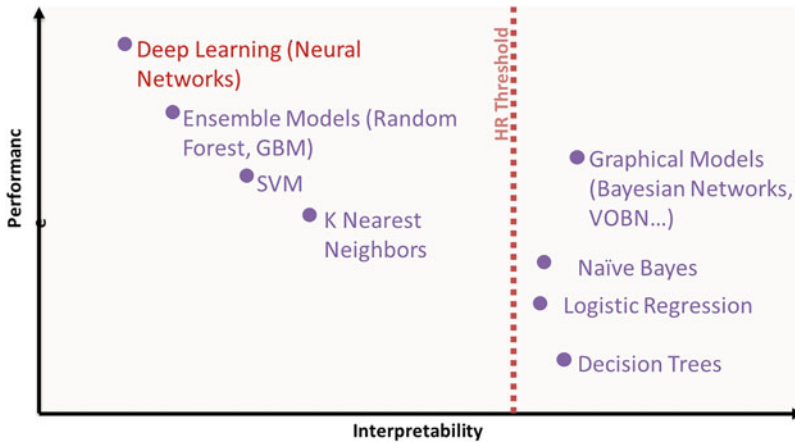 Deep Learning (Neural
Networks)
Ensemble Models (Random
Forest, GBM)
SVM
K Nearest
Neighbors
HR Threshold
Graphical Models
(Bayesian Networks,
VOBN...)
Naïve Bayes
Logistic Regression
Decision Trees
Performanc
e
Interpretability